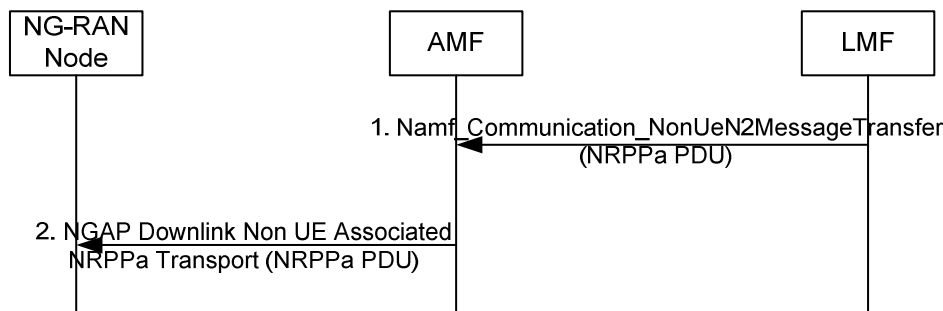 NG-RAN
Node
AMF
LMF
1. Namf_Communication_NonUeN2MessageTransfer
(NRPPa PDU)
2. NGAP Downlink Non UE Associated
NRPPa Transport (NRPPa PDU)